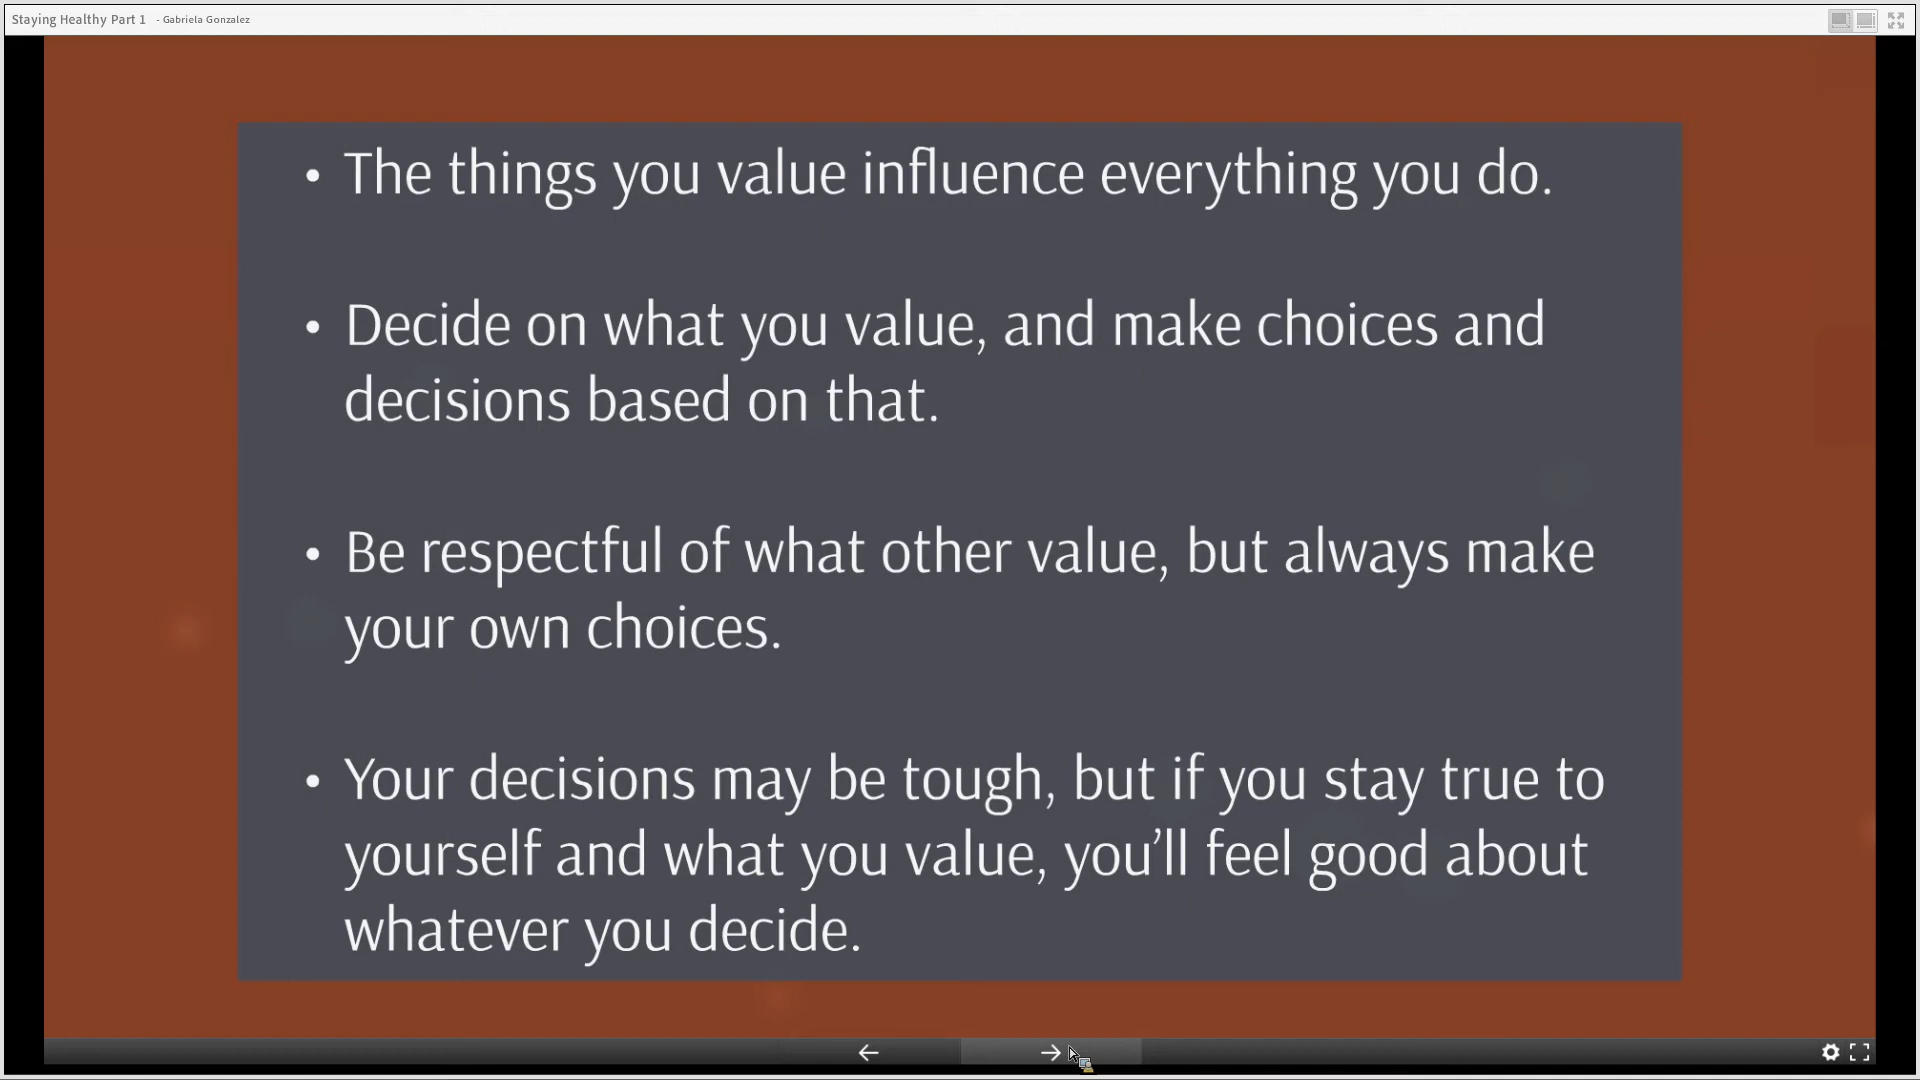 Staying Healthy Part 1 - Gabriela Gonzalez
• The things you value influence everything you do.
• Decide on what you value, and make choices and
decisions based on that.
• Be respectful of what other value, but always make
your own choices.
• Your decisions may be tough, but if you stay true to
yourself and what you value, you’ll feel good about
whatever you decide.